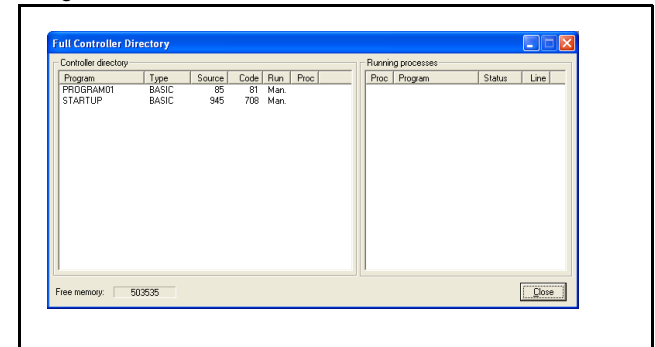 Full Controller Directory
Controller directory
Program Type Source Code Run Proc
PROGRAM01 BASIC 85 81 Man.
STARTUP BASIC 945 708 Man.
Running processes
Proc Program Status Line
Free memory: 503535
Close